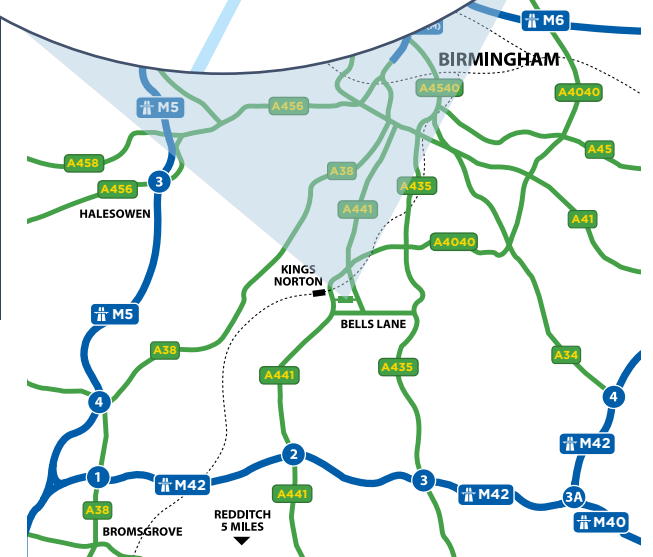 M6
(M)
BIRMINGHAM
A4540
A4040
M5
A456
A458
A45
A38
A456
3
A435
HALESOWEN
A441
A41
A4040
KINGS
NORTON
M5
BELLS LANE
A38
A34
A441
A435
4
4
M42
2
1
3
M42
M42
A441
3A
A38
REDDITCH
5 MILES
M40
BROMSGROVE